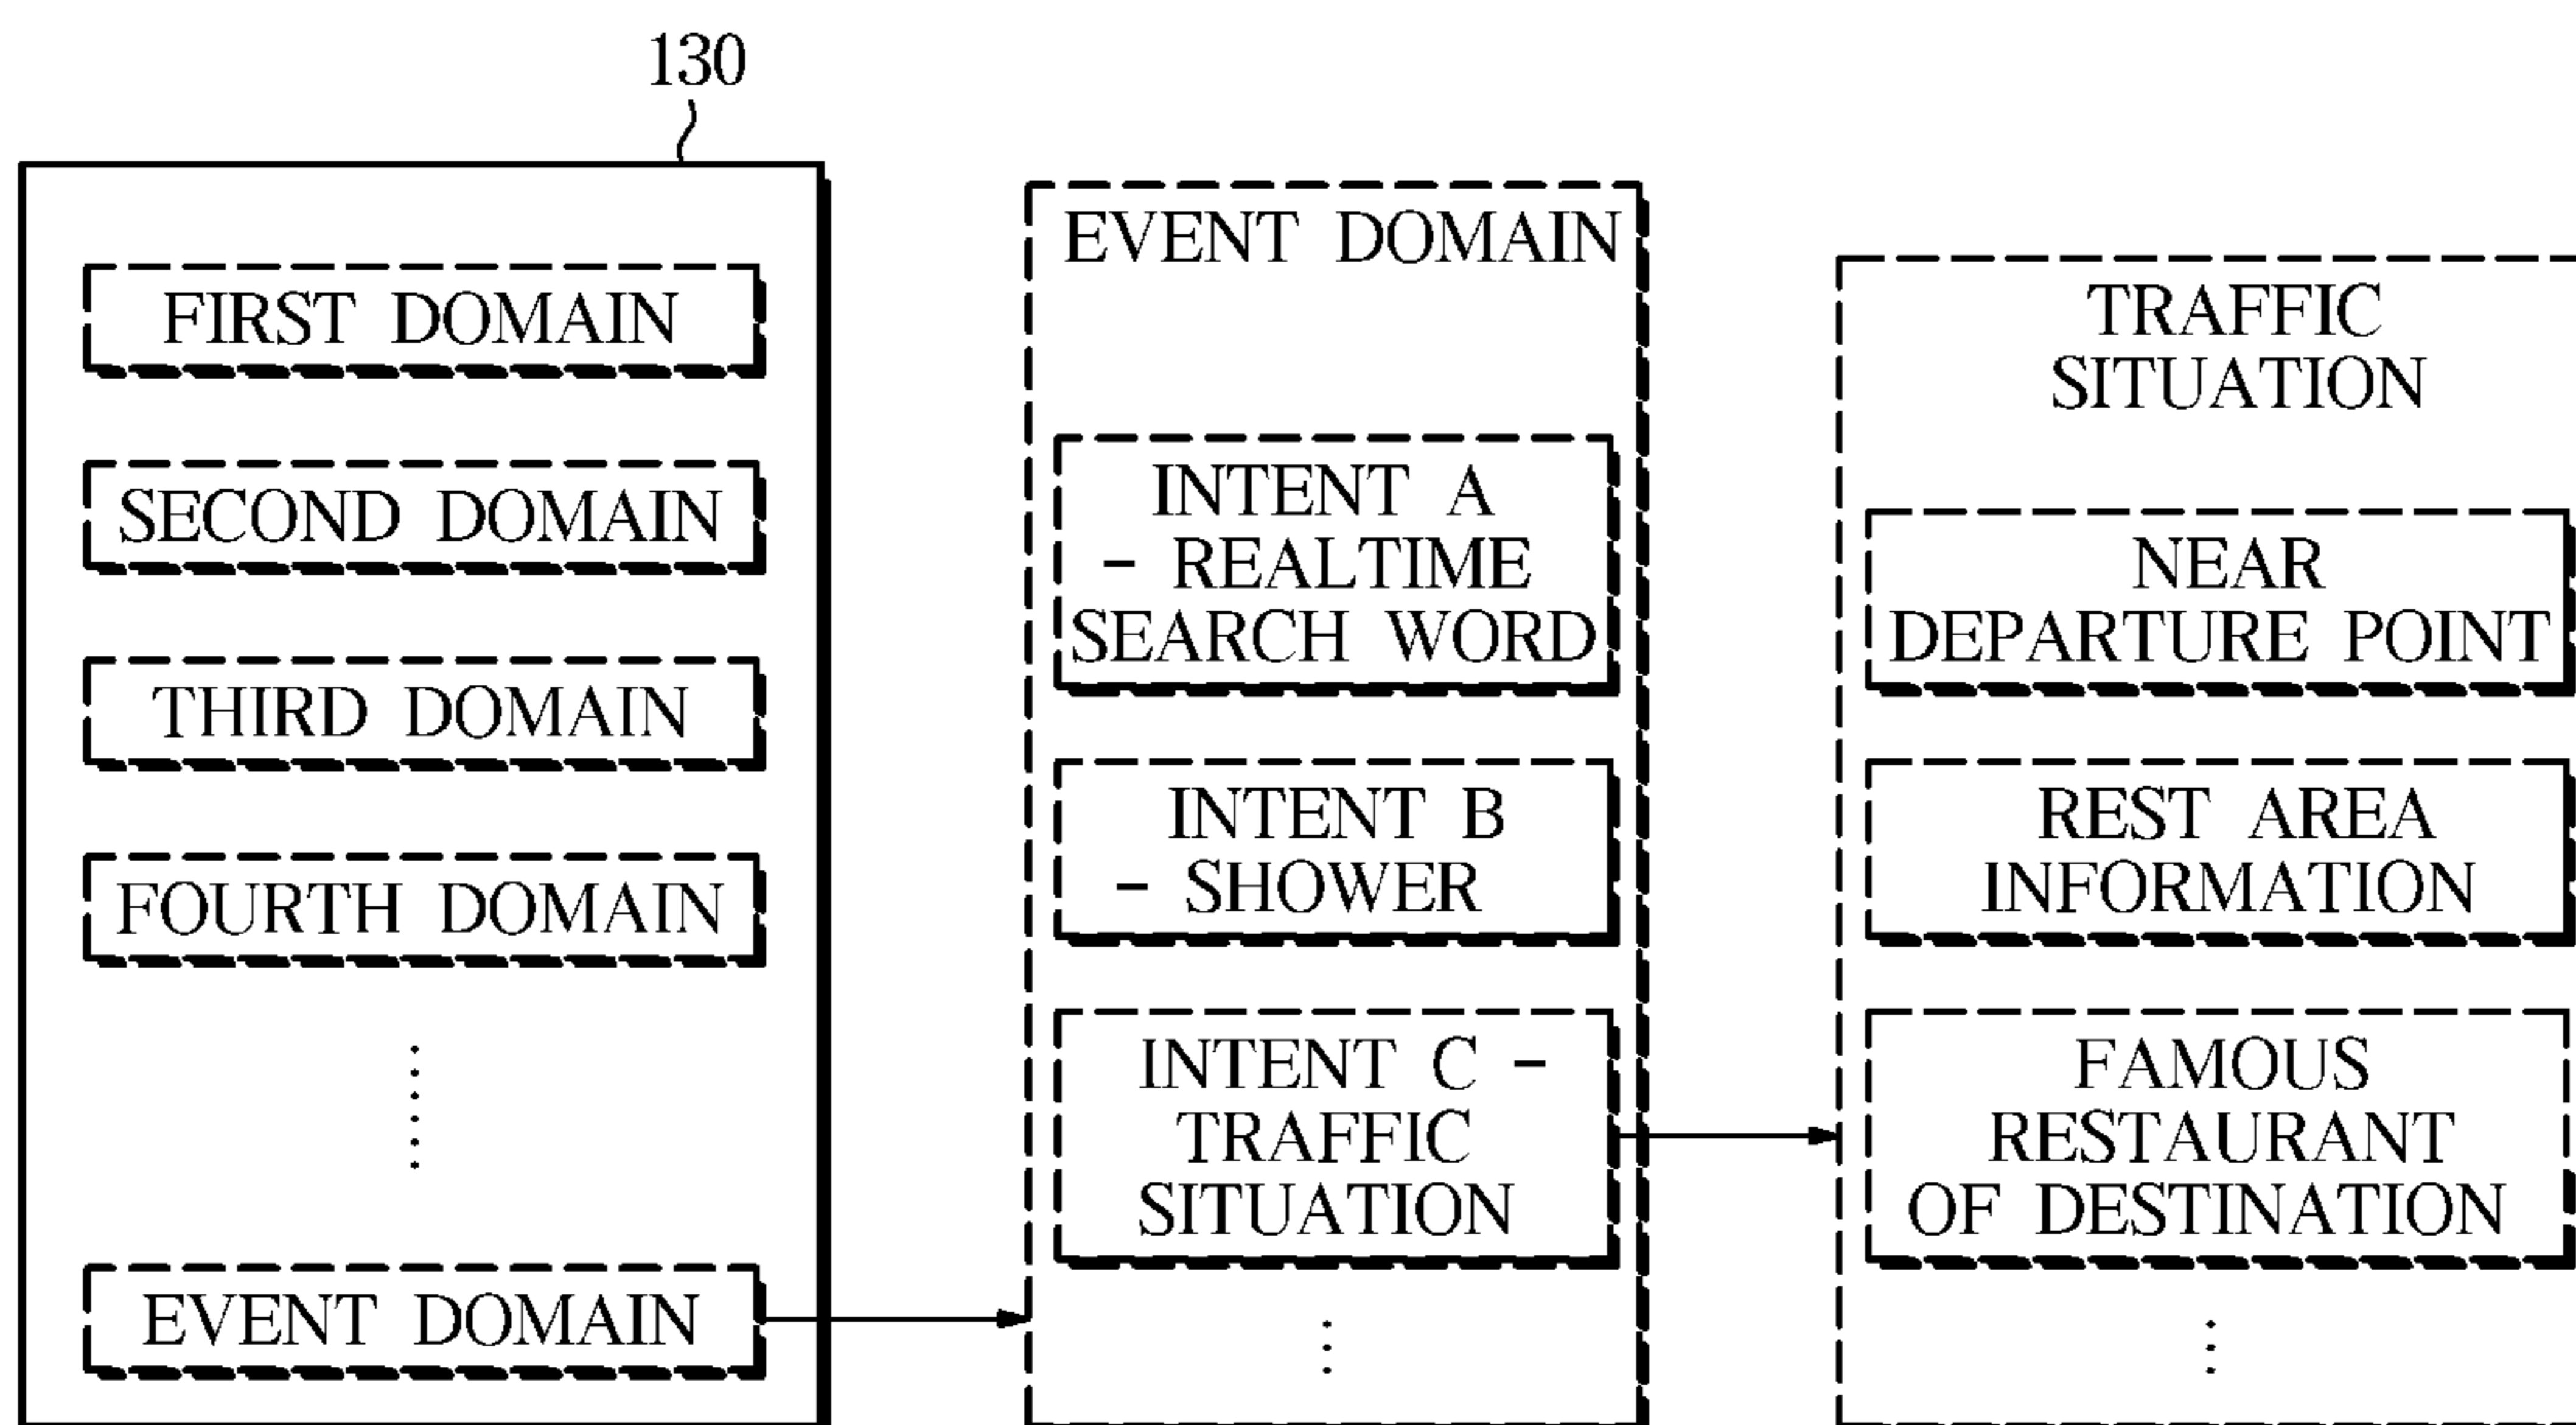 130
FIRST DOMAIN
SECOND DOMAIN
THIRD DOMAIN
FOURTH DOMAIN
EVENT DOMAIN
EVENT DOMAIN
INTENT A
- REALTIME
SEARCH WORD
INTENT B
- SHOWER
INTENT C -
TRAFFIC
SITUATION
TRAFFIC
SITUATION
NEAR
DEPARTURE POINT
REST AREA
INFORMATION
FAMOUS
RESTAURANT
OF DESTINATION